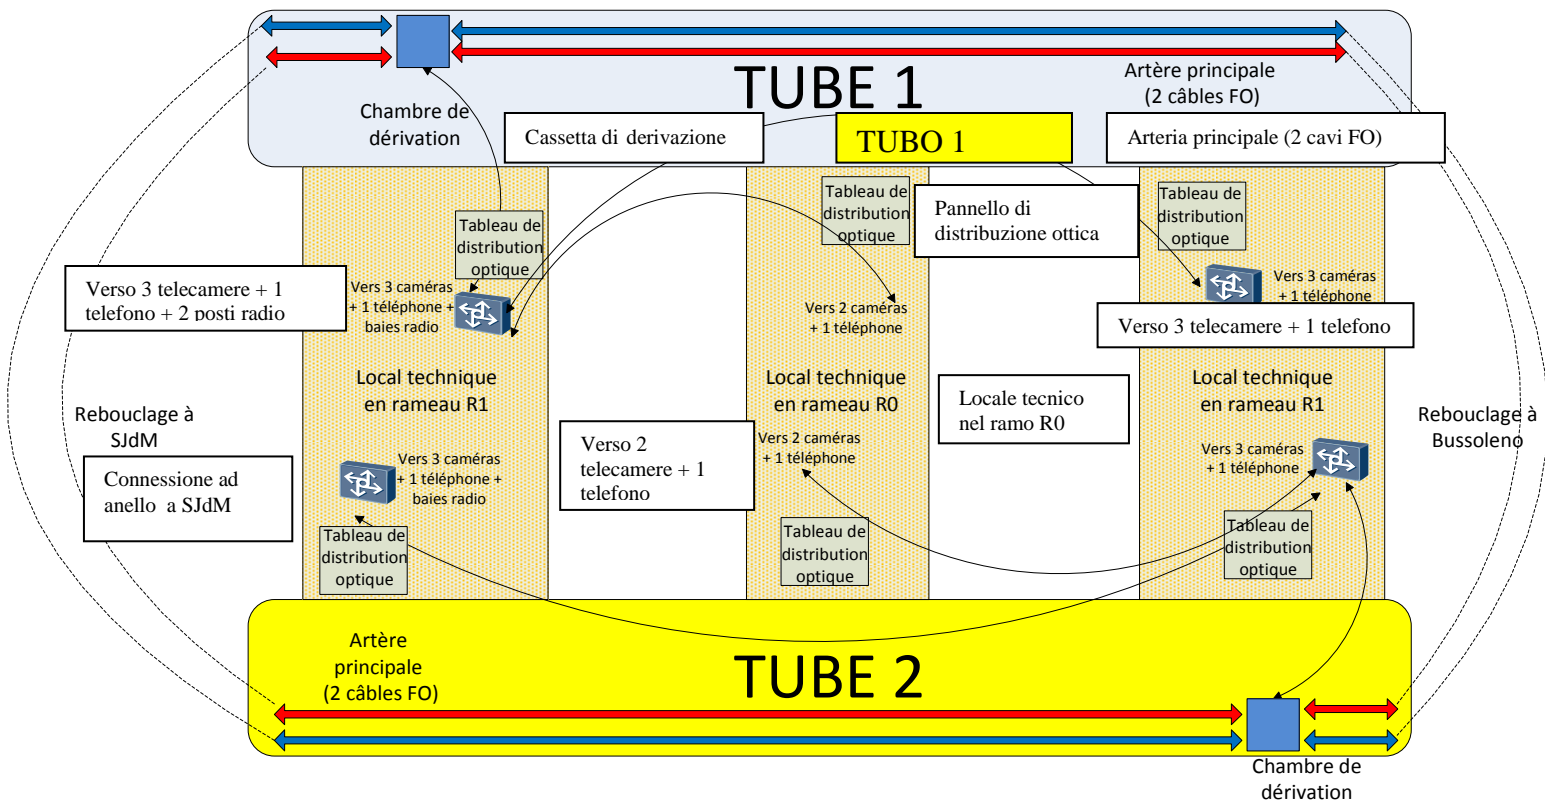 TUBE 1
Artère principale
(2 câbles FO)
Chambre de
dérivation
Cassetta di derivazione
TUBO 1
Arteria principale (2 cavi FO)
Tableau de
distribution
optique
Tableau de
distribution
optique
Pannello di
distribuzione ottica
Tableau de
distribution
optique
Verso 3 telecamere + 1
telefono + 2 posti radio
Vers 3 caméras
+ 1 téléphone +
baies radio
Vers 2 caméras
+ 1 téléphone
Vers 3 caméras
+ 1 téléphone
Verso 3 telecamere + 1 telefono
Local technique
en rameau R1
Local technique
en rameau R0
Locale tecnico
nel ramo R0
Local technique
en rameau R1
Rebouclage à
SJdM
Rebouclage à
Bussoleno
Connessione ad
anello a SJdM
Vers 3 caméras
+ 1 téléphone +
baies radio
Verso 2
telecamere + 1
telefono
Vers 2 caméras
+ 1 téléphone
Vers 3 caméras
+ 1 téléphone
Tableau de
distribution
optique
Tableau de
distribution
optique
Tableau de
distribution
optique
Artère
principale
(2 câbles FO)
TUBE 2
Chambre de
dérivation